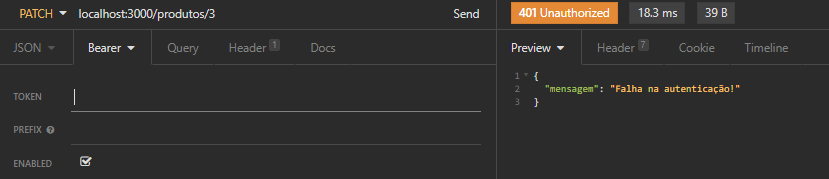 PATCH localhost:3000/produtos/3 Send 401 Unauthorized 18.3 ms 39 B
JSON Bearer Query Header 1 Docs Preview Header 7 Cookie Timeline
TOKEN
PREFIX
ENABLED
1 {
2 "mensagem": "Falha na autenticação!"
3 }